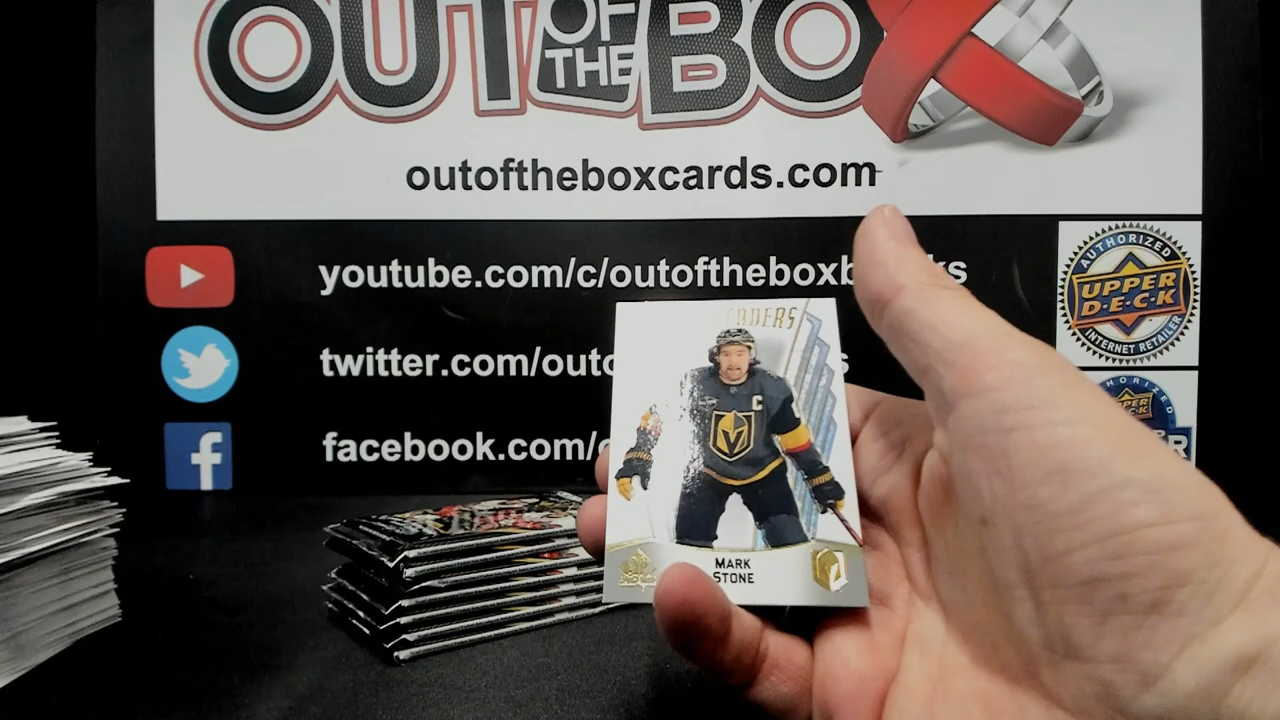 OUT OF THE BOX
outoftheboxcards.com
youtube.com/c/outofthebox
twitter.com/outo
facebook.com/
AUTHORIZED
UPPER
D·E·C·K
INTERNET RETAILER
C
MARK
STONE